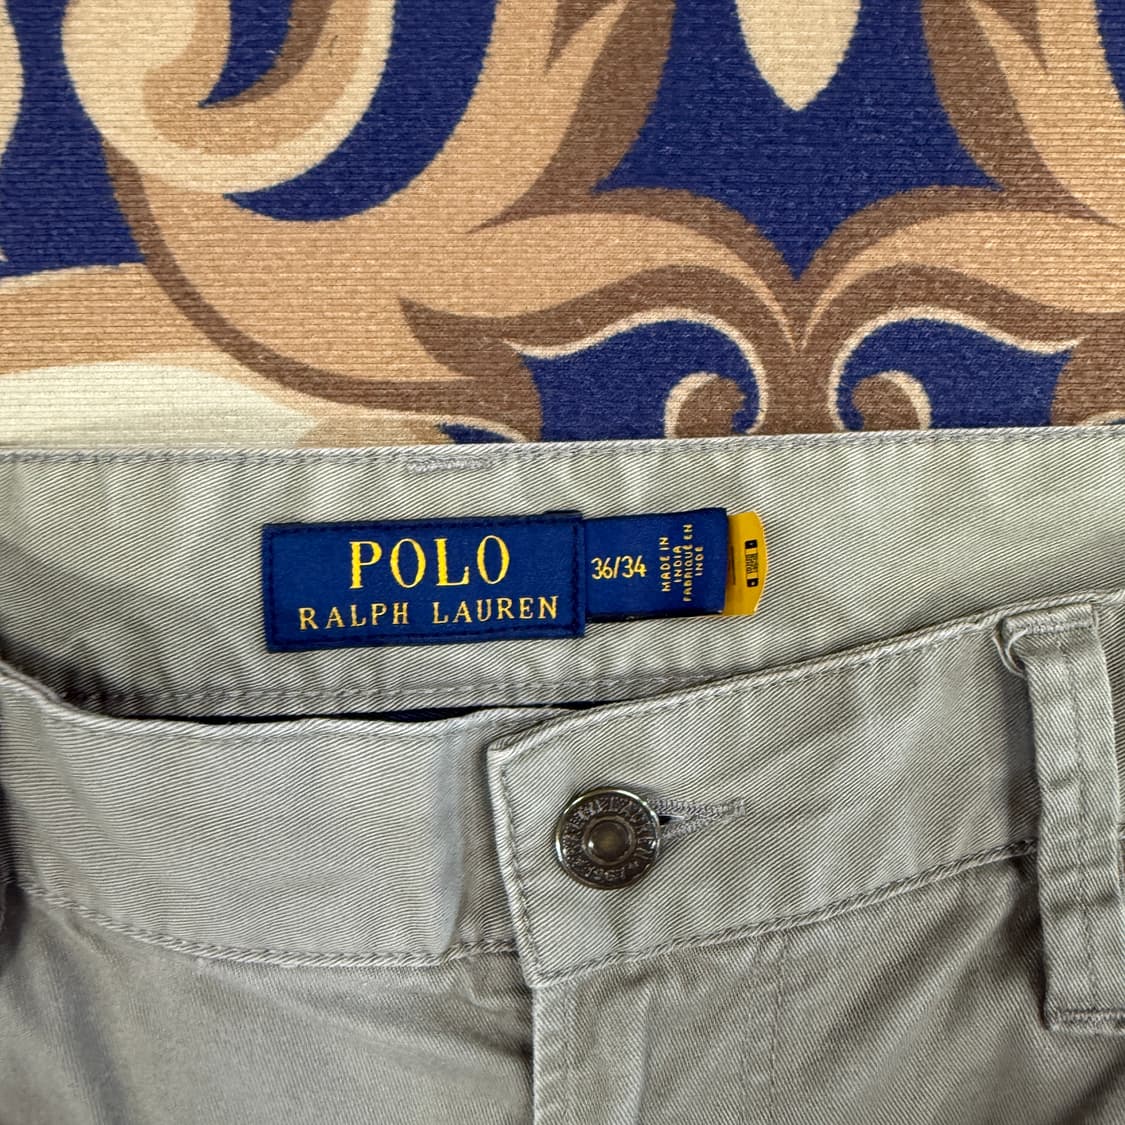 POLO
RALPH LAUREN
36/34
MADE IN
INDIA
FABRIQUÉ EN
INDE